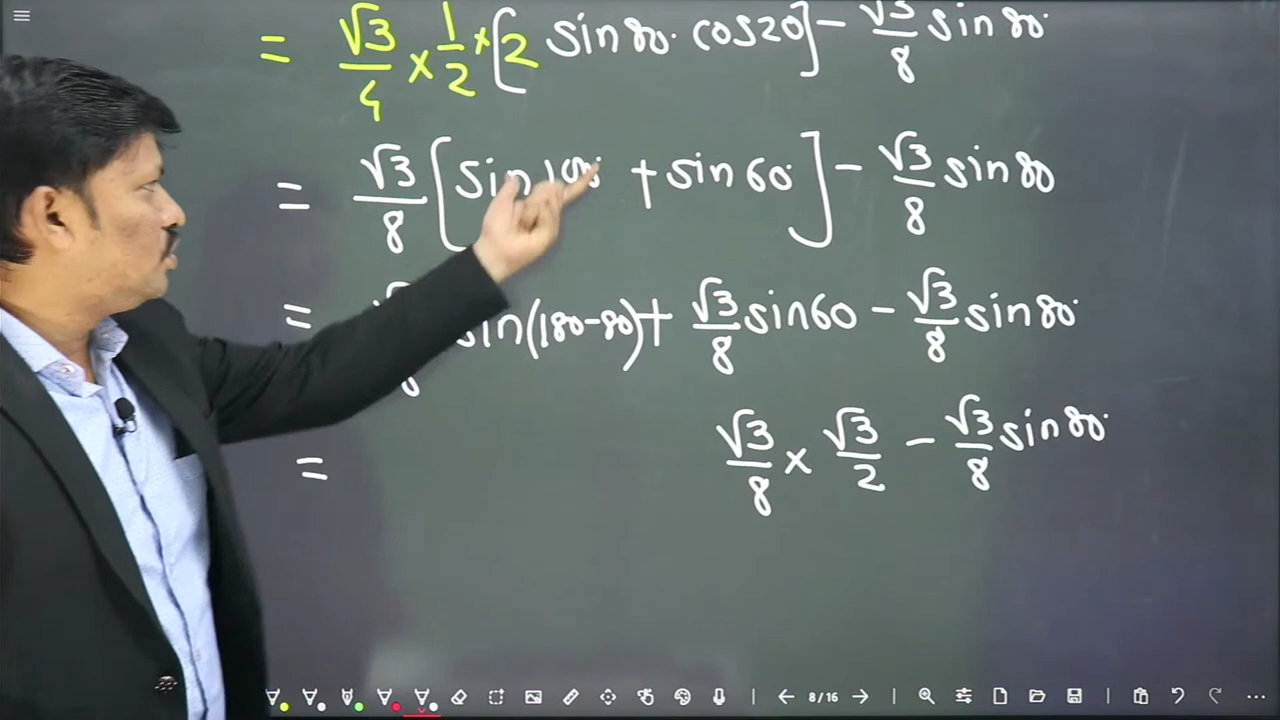 = √3/4 × 1/2 × 2 [sin80° cos20] − √3/8 sin80°
= √3/8 [sin100° + sin60°] − √3/8 sin80°
= sin(180−80°) + √3/8 sin60 − √3/8 sin80°
= √3/8 × √3/2 − √3/8 sin80°
8/16